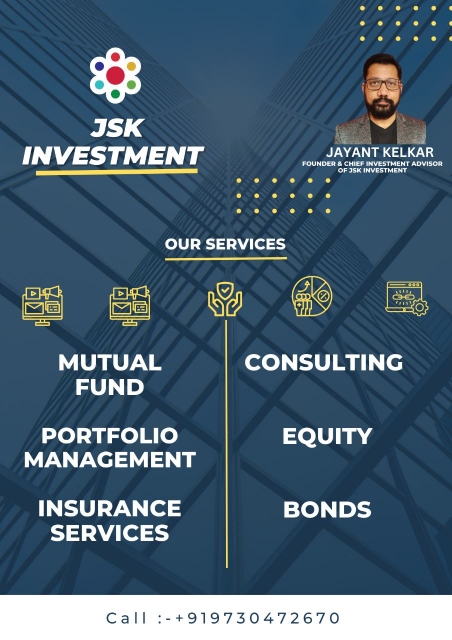 JSK
INVESTMENT
JAYANT KELKAR
FOUNDER & CHIEF INVESTMENT ADVISOR
OF JSK INVESTMENT
OUR SERVICES
MUTUAL
FUND
CONSULTING
PORTFOLIO
MANAGEMENT
EQUITY
INSURANCE
SERVICES
BONDS
Call :-+919730472670